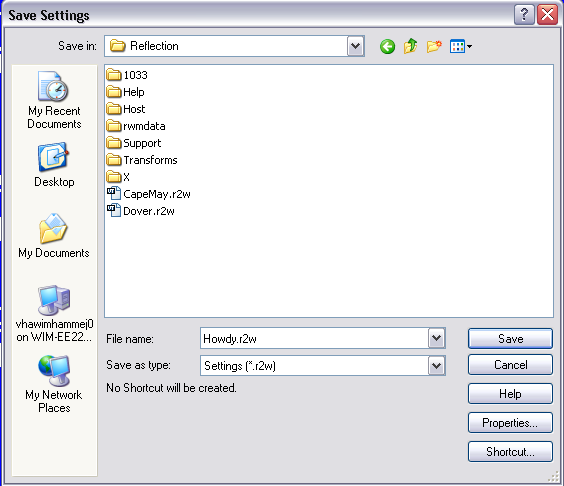 Save Settings
Save in:
Reflection
My Recent
Documents
Desktop
My Documents
vhawimhammej0
on WIM-EE22...
My Network
Places
1033
Help
Host
rwmdata
Support
Transforms
X
CapeMay.r2w
Dover.r2w
File name:
Howdy.r2w
Save
Save as type:
Settings (*.r2w)
Cancel
No Shortcut will be created.
Help
Properties...
Shortcut...